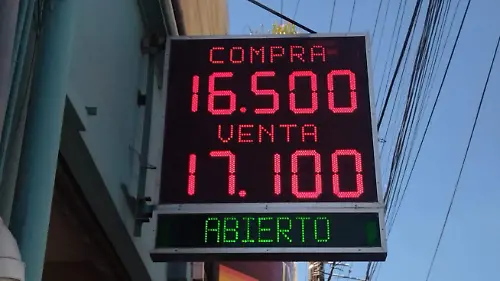 COMPRA
16.500
VENTA
17.100
ABIERTO